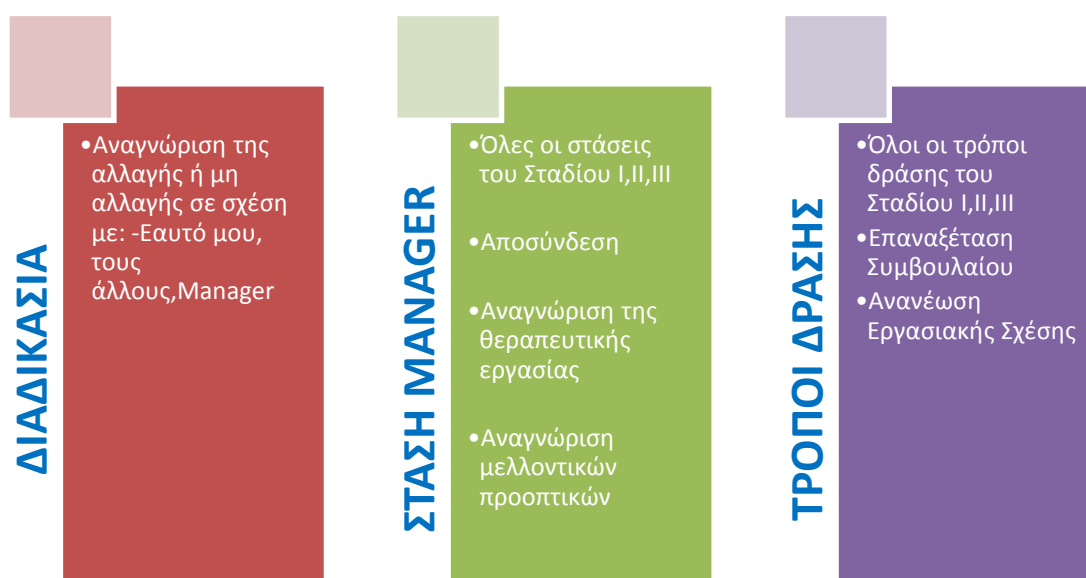 ΔΙΑΔΙΚΑΣΙΑ
•Αναγνώριση της
αλλαγής ή μη
αλλαγής σε σχέση
με: -Εαυτό μου,
τους
άλλους,Manager
ΣΤΑΣΗ MANAGER
•Όλες οι στάσεις
του Σταδίου I,II,III
•Αποσύνδεση
•Αναγνώριση της
θεραπευτικής
εργασίας
•Αναγνώριση
μελλοντικών
προοπτικών
ΤΡΟΠΟΙ ΔΡΑΣΗΣ
•Όλοι οι τρόποι
δράσης του
Σταδίου I,II,III
•Επαναξέταση
Συμβουλαίου
•Ανανέωση
Εργασιακής Σχέσης